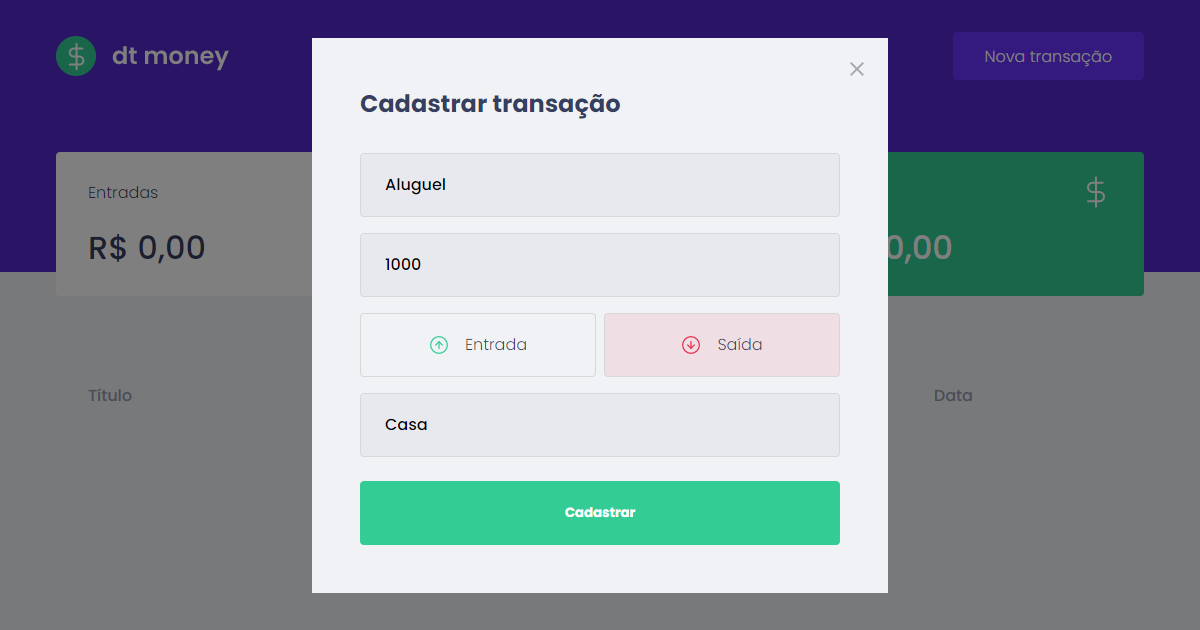 dt money
Nova transação
Cadastrar transação
Entradas
R$ 0,00
$
0,00
Aluguel
1000
Entrada
Saída
Casa
Cadastrar
Título
Data